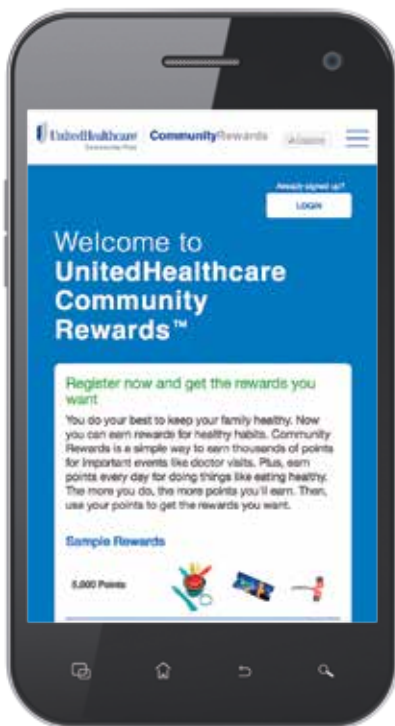 UnitedHealthcare CommunityRewards
Community Plan
Already signed up?
LOGIN
Welcome to
UnitedHealthcare
Community
Rewards™
Register now and get the rewards you
want
You do your best to keep your family healthy. Now
you can earn rewards for healthy habits. Community
Rewards is a simple way to earn thousands of points
for important events like doctor visits. Plus, earn
points every day for doing things like eating healthy.
The more you do, the more points you'll earn. Then,
use your points to get the rewards you want.
Sample Rewards
5,000 Points